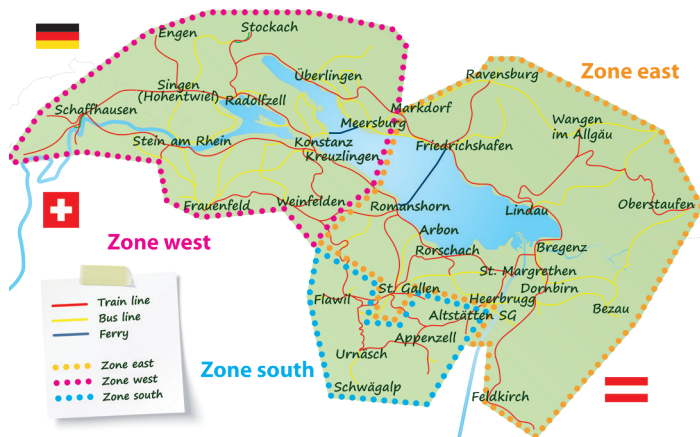 Engen
Stockach
Zone east
Überlingen
Ravensburg
Singen
(Hohentwiel)
Radolfzell
Schaffhausen
Markdorf
Meersburg
Wangen
im Allgäu
Stein am Rhein
Konstanz
Kreuzlingen
Friedrichshafen
Frauenfeld
Weinfelden
Romanshorn
Lindau
Oberstaufen
Zone west
Arbon
Rorschach
Bregenz
St. Margrethen
Dornbirn
St. Gallen
Heerbrugg
Flawil
Altstätten SG
Bezau
Appenzell
Urnäsch
Zone south
Schwägalp
Feldkirch
Train line
Bus line
Ferry
Zone east
Zone west
Zone south